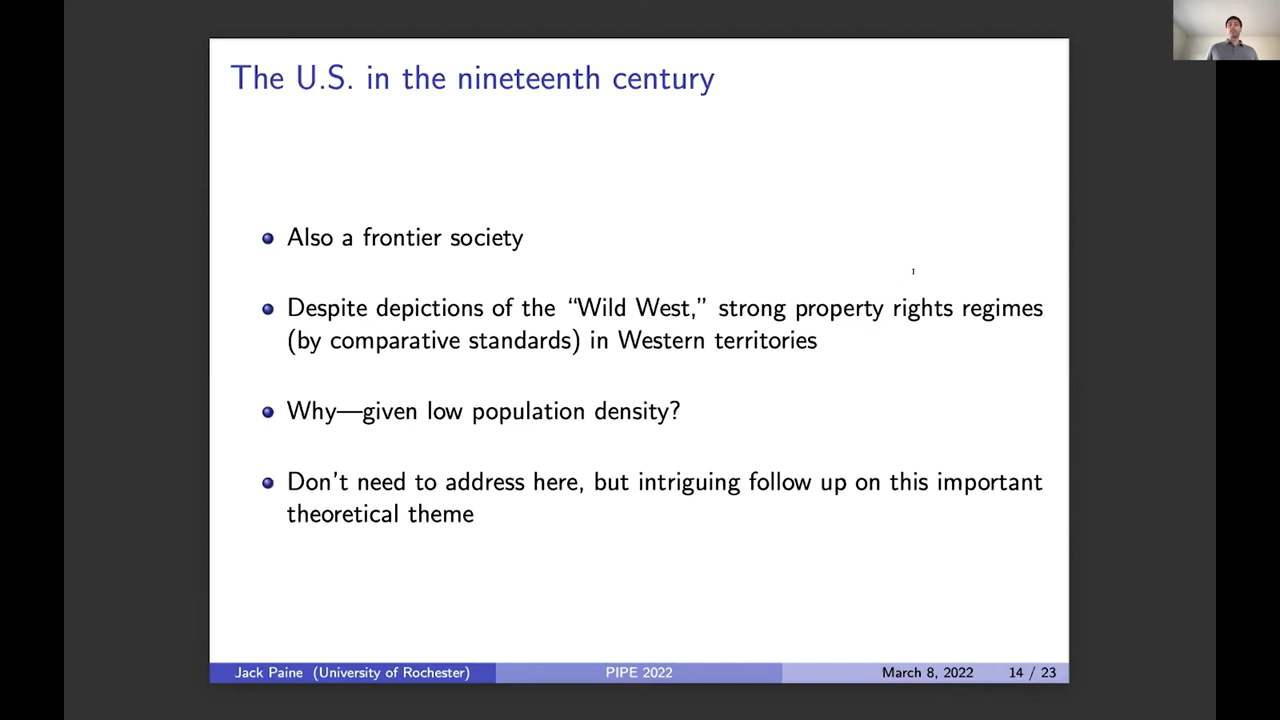 The U.S. in the nineteenth century
Also a frontier society
Despite depictions of the “Wild West,” strong property rights regimes
(by comparative standards) in Western territories
Why—given low population density?
Don’t need to address here, but intriguing follow up on this important
theoretical theme
Jack Paine (University of Rochester) PIPE 2022 March 8, 2022 14 / 23